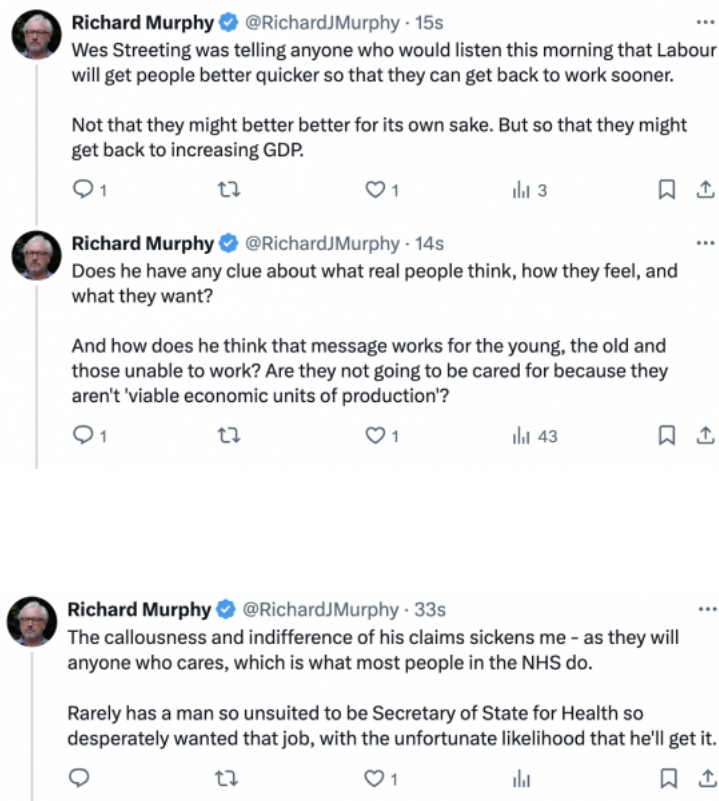 Richard Murphy @RichardJMurphy · 15s
Wes Streeting was telling anyone who would listen this morning that Labour
will get people better quicker so that they can get back to work sooner.
Not that they might better better for its own sake. But so that they might
get back to increasing GDP.
1 1 3
Richard Murphy @RichardJMurphy · 14s
Does he have any clue about what real people think, how they feel, and
what they want?
And how does he think that message works for the young, the old and
those unable to work? Are they not going to be cared for because they
aren't 'viable economic units of production'?
1 1 43
Richard Murphy @RichardJMurphy · 33s
The callousness and indifference of his claims sickens me - as they will
anyone who cares, which is what most people in the NHS do.
Rarely has a man so unsuited to be Secretary of State for Health so
desperately wanted that job, with the unfortunate likelihood that he'll get it.
1